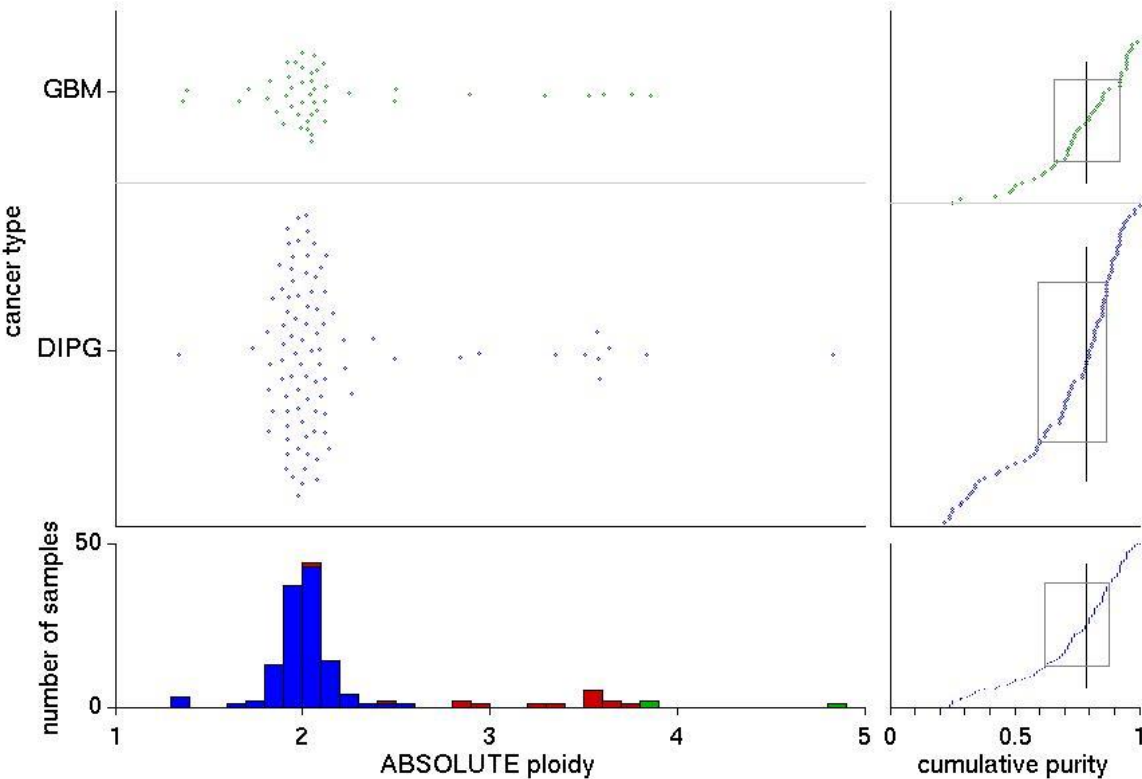 GBM
DIPG
cancer type
50
0
number of samples
1 2 3 4 5
ABSOLUTE ploidy
0 0.5 1
cumulative purity